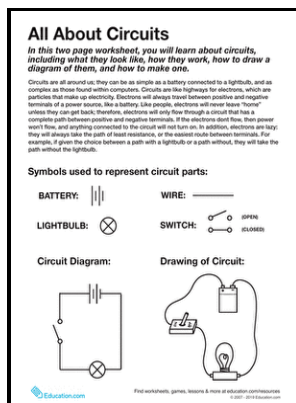 All About Circuits
In this two page worksheet, you will learn about circuits,
including what they look like, how they work, how to draw a
diagram of them, and how to make one.
Circuits are all around us; they can be as simple as a battery connected to a lightbulb, and as
complex as those found within computers. Circuits are like highways for electrons, which are
particles that make up electricity. Electrons will always travel between positive and negative
terminals of a power source, like a battery. Like people, electrons will never leave "home"
unless they can get back; therefore, electrons will only flow through a circuit that has a
complete path between positive and negative terminals. If the electrons dont flow, then power
won't flow, and anything connected to the circuit will not turn on. In addition, electrons are lazy:
they will always take the path of least resistance, or the easiest route between terminals. For
example, if given the choice between a path with a lightbulb or a path without, they will take the
path without the lightbulb.
Symbols used to represent circuit parts:
BATTERY:
WIRE:
LIGHTBULB:
SWITCH:
(OPEN)
(CLOSED)
Circuit Diagram:
Drawing of Circuit:
Education.com
Find worksheets, games, lessons & more at education.com/resources
© 2007 - 2019 Education.com